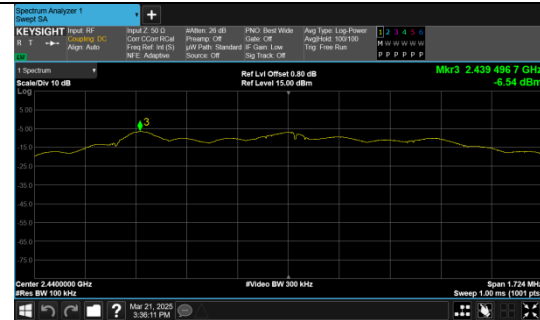 Spectrum Analyzer 1
Swept SA
+
KEYSIGHT Input: RF Input Z: 50 Ω #Atten: 26 dB PNO: Best Wide Avg Type: Log-Power 1 2 3 4 5 6
R T Coupling: DC Corr CCorr RCal Preamp: Off Gate: Off Avg|Hold: 100/100 M W W W W W
Align: Auto Freq Ref: Int (S) µW Path: Standard IF Gain: Low Trig: Free Run P P P P P P
NFE: Adaptive Source: Off Sig Track: Off
1 Spectrum Ref Lvl Offset 0.80 dB Mkr3 2.439 496 7 GHz
Scale/Div 10 dB Ref Level 15.00 dBm -6.54 dBm
Log
5.00
3
-5.00
-15.0
-25.0
-35.0
-45.0
-55.0
-65.0
-75.0
Center 2.4400000 GHz #Video BW 300 kHz Span 1.724 MHz
#Res BW 100 kHz Sweep 1.00 ms (1001 pts)
? Mar 21, 2025
3:36:11 PM